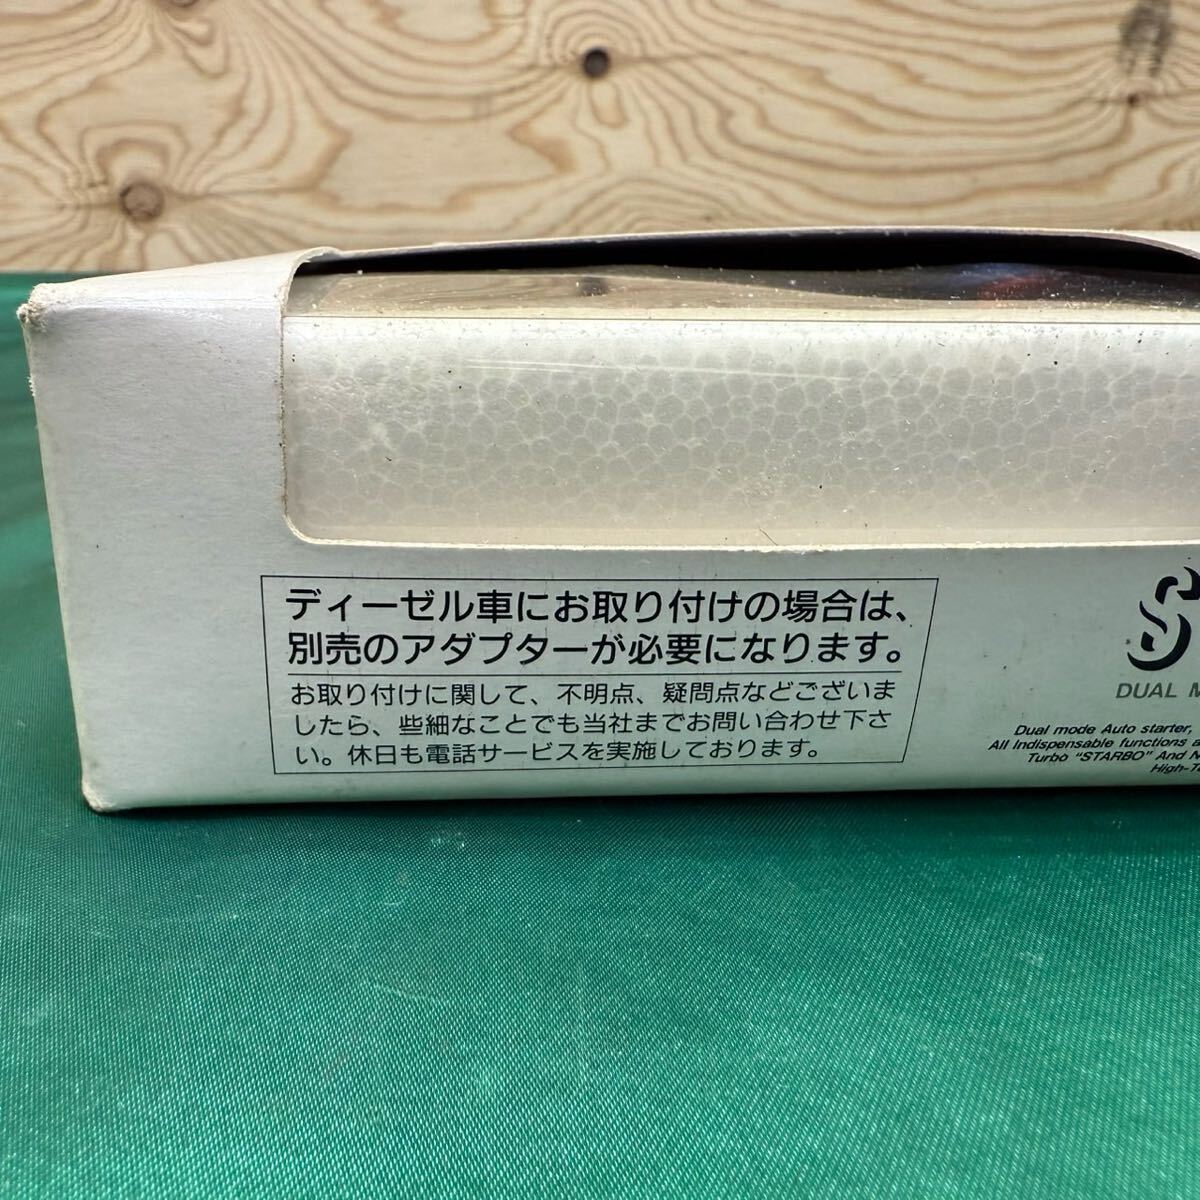 ディーゼル車にお取り付けの場合は、
別売のアダプターが必要になります。
お取り付けに関して、不明点、疑問点などございま
したら、些細なことでも当社までお問い合わせ下さ
い。休日も電話サービスを実施しております。
S
DUAL M
Dual mode Auto starter,
All Indispensable functions a
Turbo "STARBO" And M
High-T